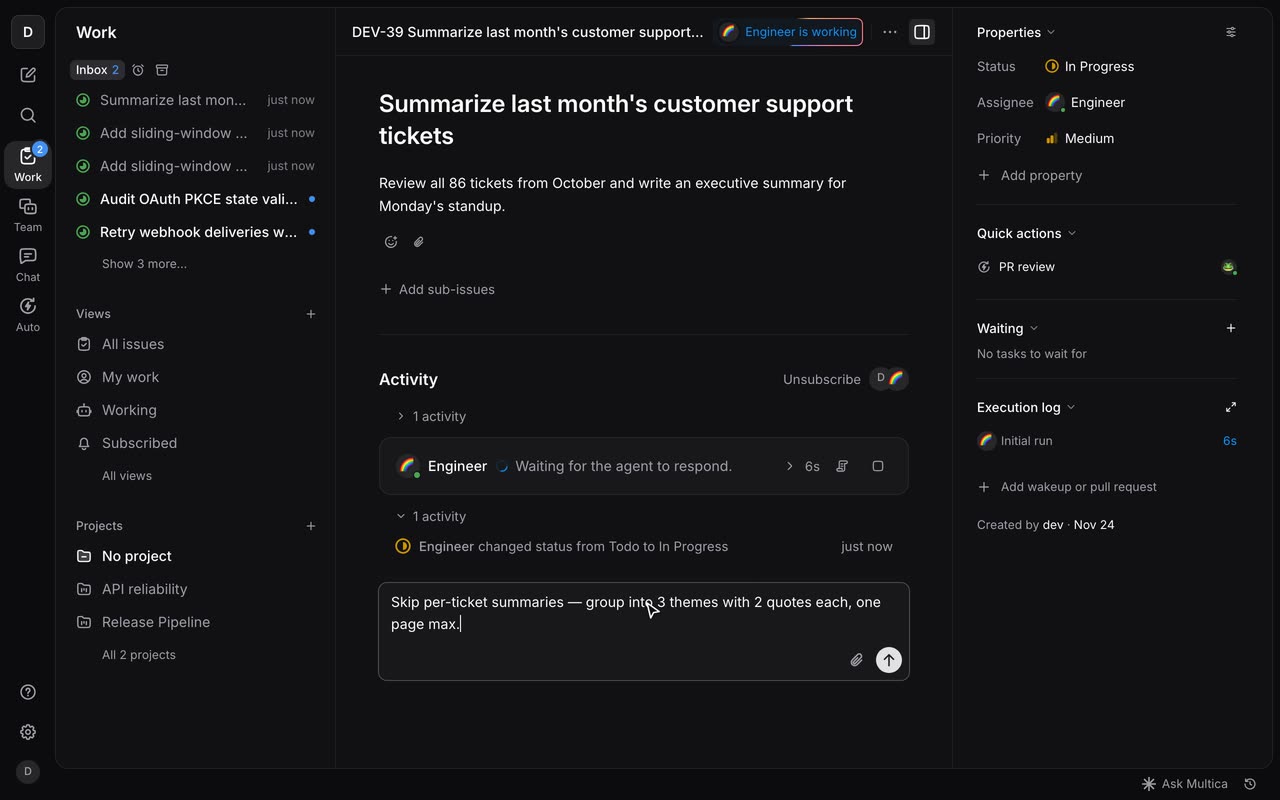 D
Work
DEV-39 Summarize last month's customer support...
Engineer is working
Properties
Inbox 2
Summarize last mon... just now
Add sliding-window ... just now
Add sliding-window ... just now
Audit OAuth PKCE state vali...
Retry webhook deliveries w...
Show 3 more...
2
Work
Team
Chat
Auto
Views
All issues
My work
Working
Subscribed
All views
Projects
No project
API reliability
Release Pipeline
All 2 projects
D
Summarize last month's customer support
tickets
Review all 86 tickets from October and write an executive summary for
Monday's standup.
Add sub-issues
Activity
Unsubscribe
D
1 activity
Engineer Waiting for the agent to respond. 6s
1 activity
Engineer changed status from Todo to In Progress just now
Skip per-ticket summaries — group into 3 themes with 2 quotes each, one
page max.
Status In Progress
Assignee Engineer
Priority Medium
Add property
Quick actions
PR review
Waiting
No tasks to wait for
Execution log
Initial run 6s
Add wakeup or pull request
Created by dev · Nov 24
Ask Multica